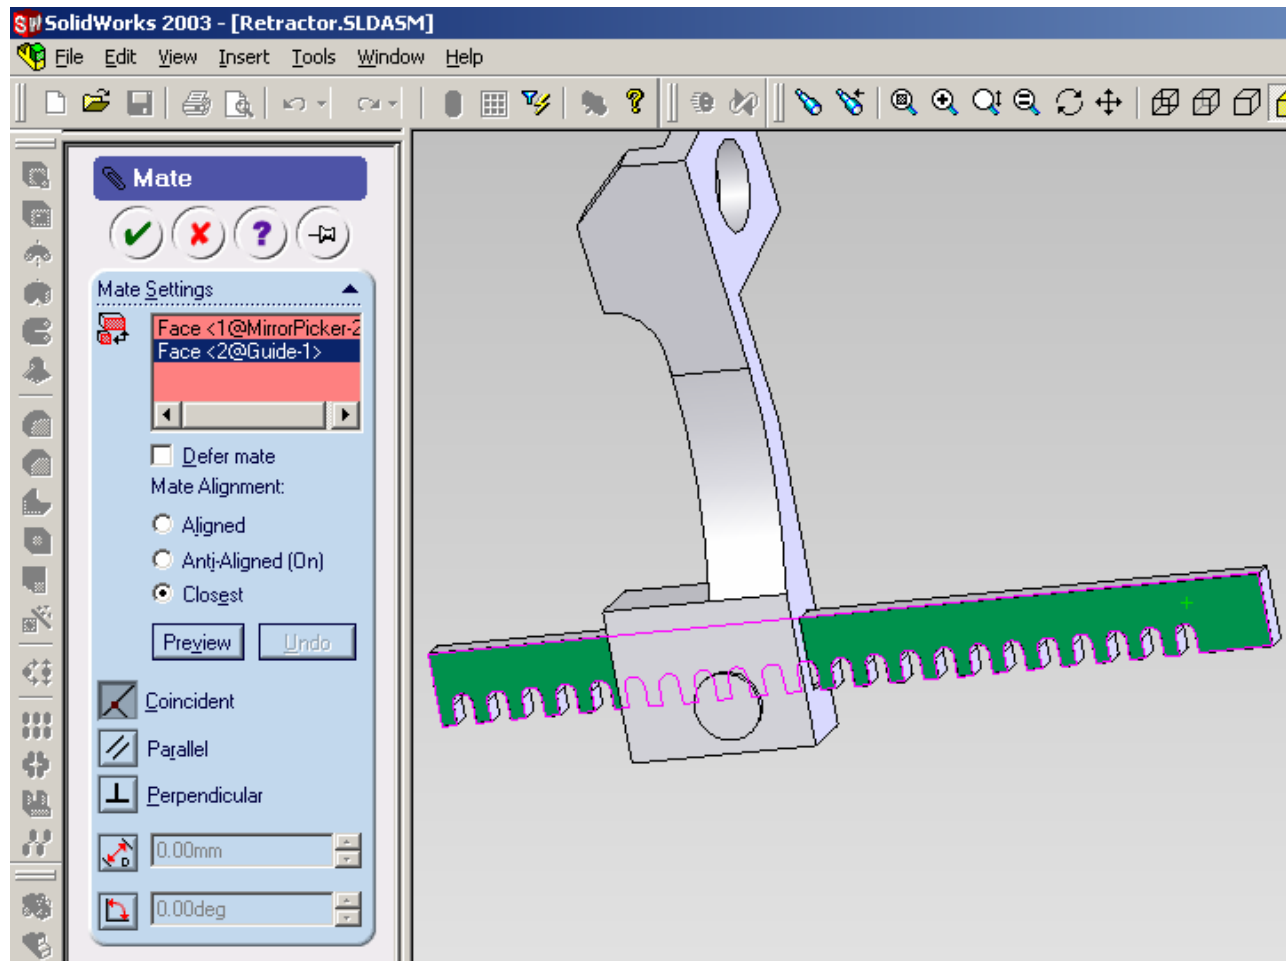 SolidWorks 2003 - [Retractor.SLDASM]
File Edit View Insert Tools Window Help
Mate
Mate Settings
Face <1@MirrorPicker-2
Face <2@Guide-1>
Defer mate
Mate Alignment:
Aligned
Anti-Aligned (On)
Closest
Preview Undo
Coincident
Parallel
Perpendicular
0.00mm
0.00deg